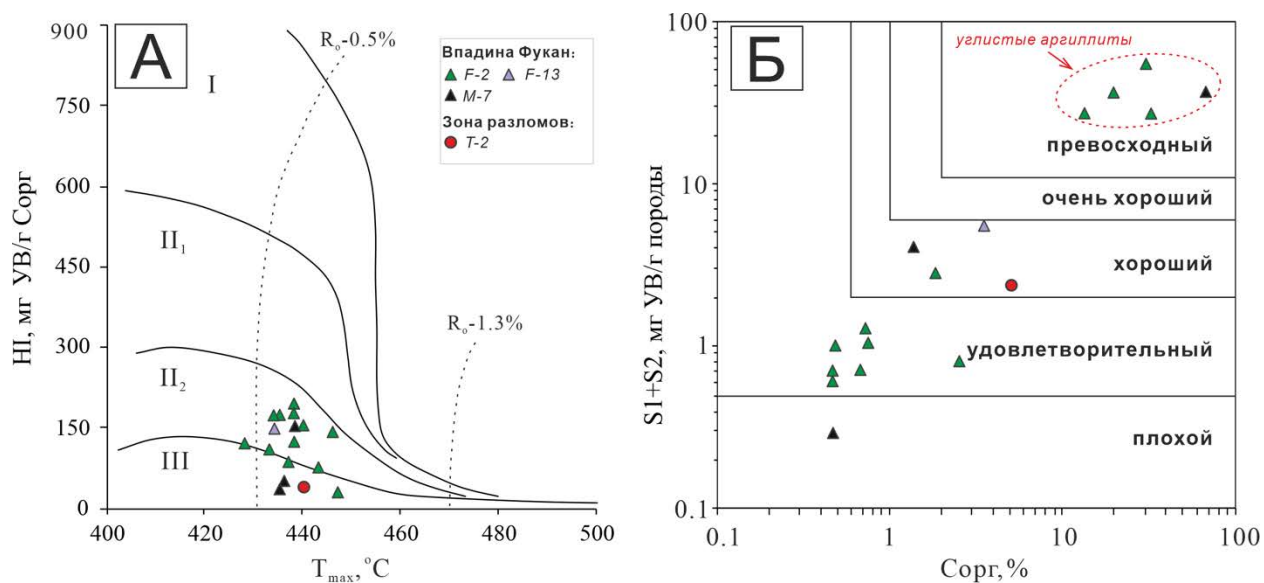 А
900
750
600
450
300
150
0
HI, мг УВ/г Сорг
400
420
440
460
480
500
Tmax, °C
I
II1
II2
III
Ro-0.5%
Ro-1.3%
Впадина Фукан:
F-2 F-13
M-7
Зона разломов:
T-2
Б
100
10
1
0.1
S1+S2, мг УВ/г породы
0.1
1
10
100
Сорг,%
углистые аргиллиты
превосходный
очень хороший
хороший
удовлетворительный
плохой